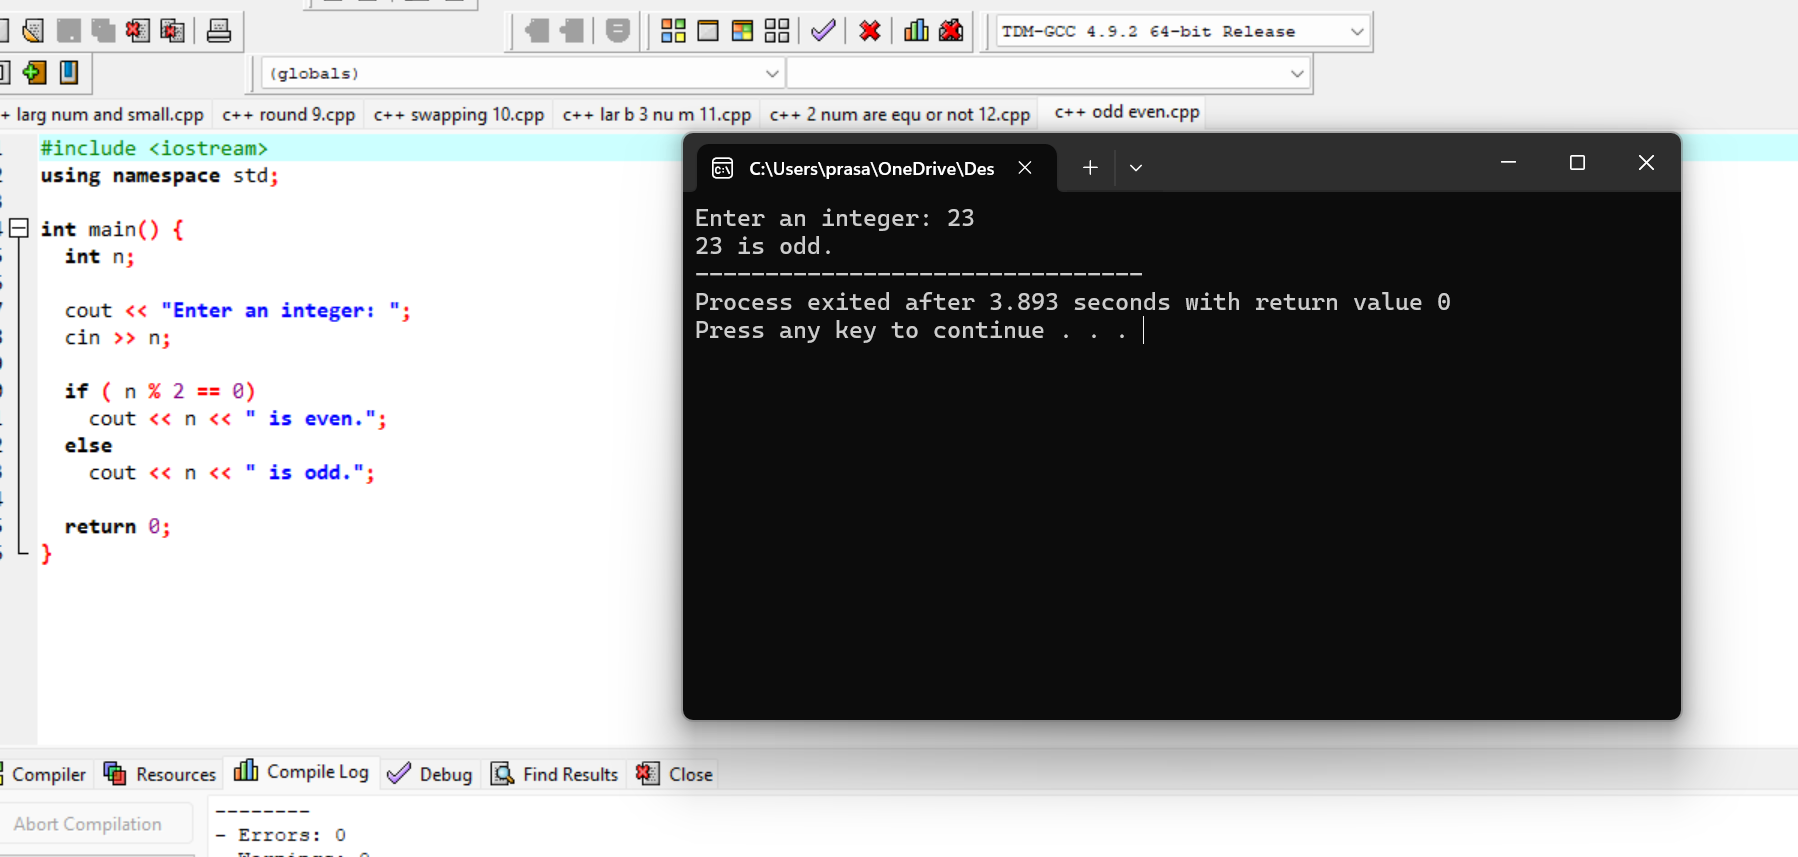 TDM-GCC 4.9.2 64-bit Release
(globals)
larg num and small.cpp
c++ round 9.cpp
c++ swapping 10.cpp
c++ lar b 3 nu m 11.cpp
c++ 2 num are equ or not 12.cpp
c++ odd even.cpp
#include <iostream>
using namespace std;
int main() {
int n;
cout << "Enter an integer: ";
cin >> n;
if ( n % 2 == 0)
cout << n << " is even.";
else
cout << n << " is odd.";
return 0;
}
C:\Users\prasa\OneDrive\Des
Enter an integer: 23
23 is odd.
--------------------------------
Process exited after 3.893 seconds with return value 0
Press any key to continue . . .
Compiler
Resources
Compile Log
Debug
Find Results
Close
Abort Compilation
--------
- Errors: 0